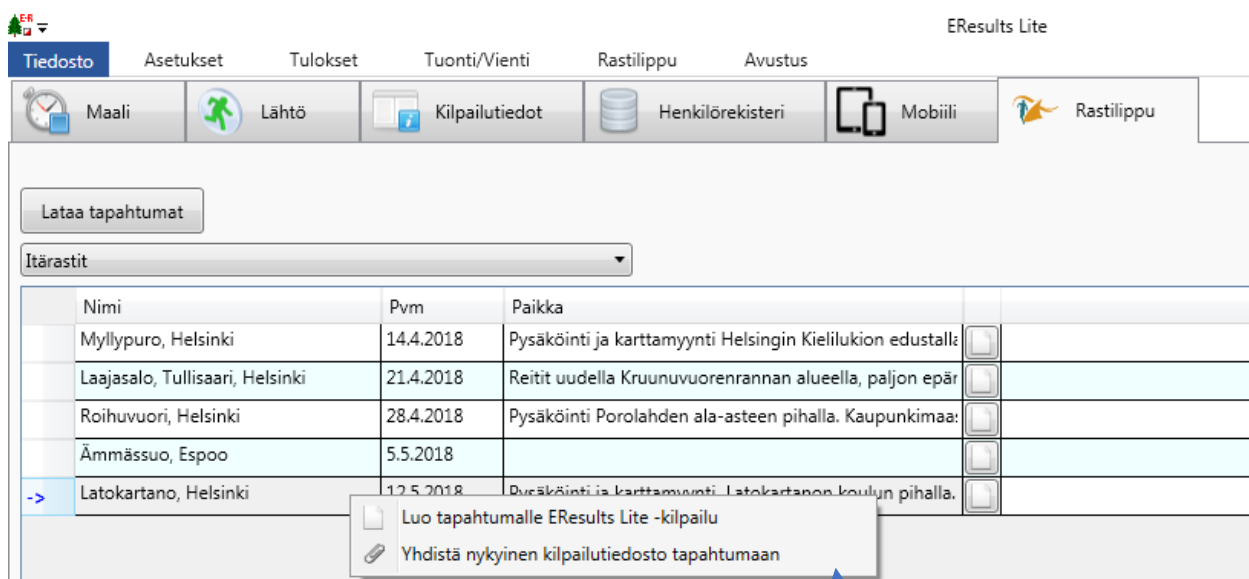 E-R
EResults Lite
Tiedosto Asetukset Tulokset Tuonti/Vienti Rastilippu Avustus
Maali Lähtö Kilpailutiedot Henkilörekisteri Mobiili Rastilippu
Lataa tapahtumat
Itärastit
Nimi Pvm Paikka
Myllypuro, Helsinki 14.4.2018 Pysäköinti ja karttamyynti Helsingin Kielilukion edustalla
Laajasalo, Tullisaari, Helsinki 21.4.2018 Reitit uudella Kruunuvuorenrannan alueella, paljon epär
Roihuvuori, Helsinki 28.4.2018 Pysäköinti Porolahden ala-asteen pihalla. Kaupunkimaas
Ämmässuo, Espoo 5.5.2018
-> Latokartano, Helsinki 12.5.2018 Pysäköinti ja karttamyynti Latokartanon koulun pihalla.
Luo tapahtumalle EResults Lite -kilpailu
Yhdistä nykyinen kilpailutiedosto tapahtumaan